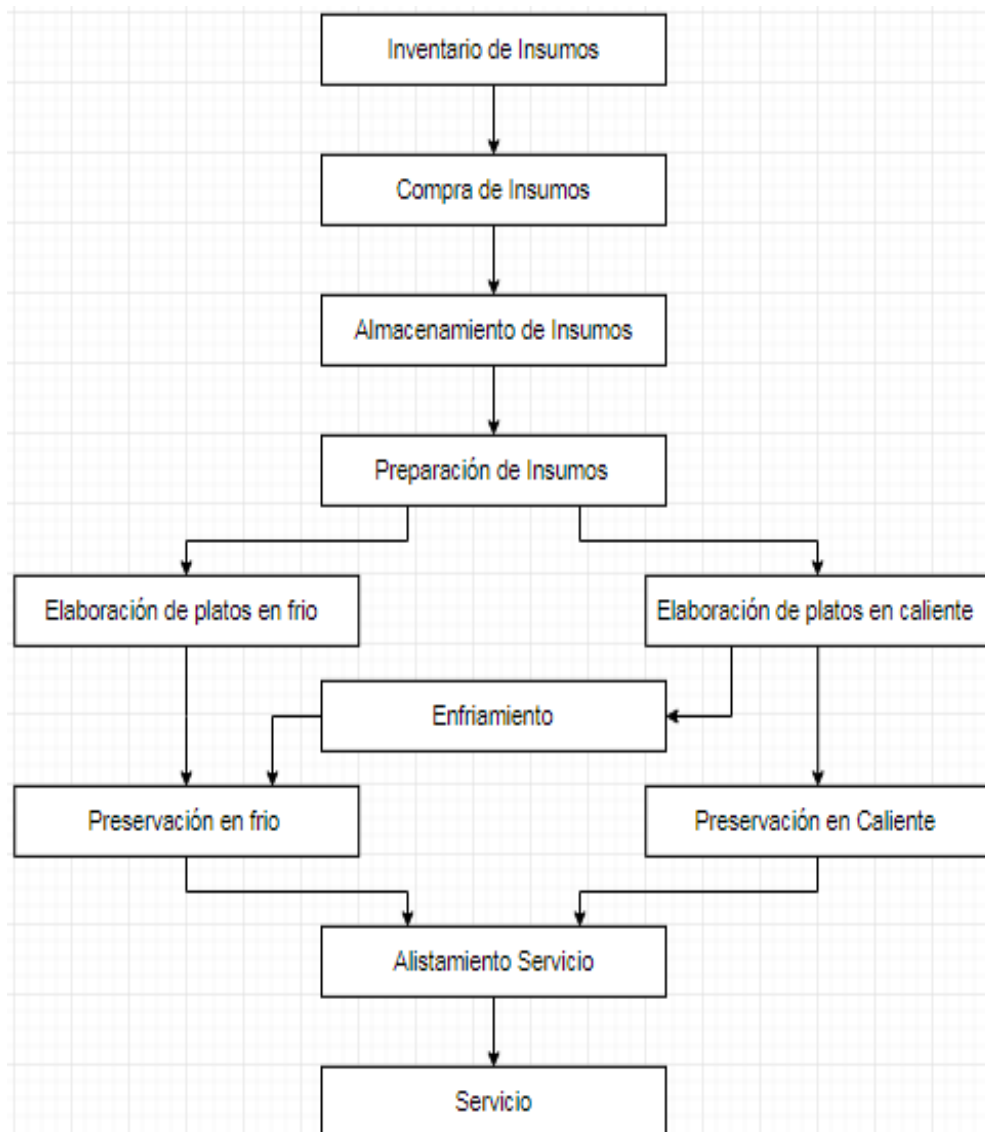 Inventario de Insumos
Compra de Insumos
Almacenamiento de Insumos
Preparación de Insumos
Elaboración de platos en frio
Elaboración de platos en caliente
Enfriamiento
Preservación en frio
Preservación en Caliente
Alistamiento Servicio
Servicio